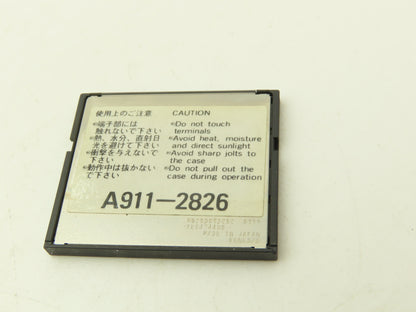 使用上のご注意 CAUTION
●端子部には ●Do not touch
触れないで下さい terminals
●熱、水分、直射日 ●Avoid heat, moisture
光を避けて下さい and direct sunlight
●衝撃を与えないで ●Avoid sharp jolts to
下さい the case
●動作中は抜かない ●Do not pull out the
で下さい case during operation
A911-2826